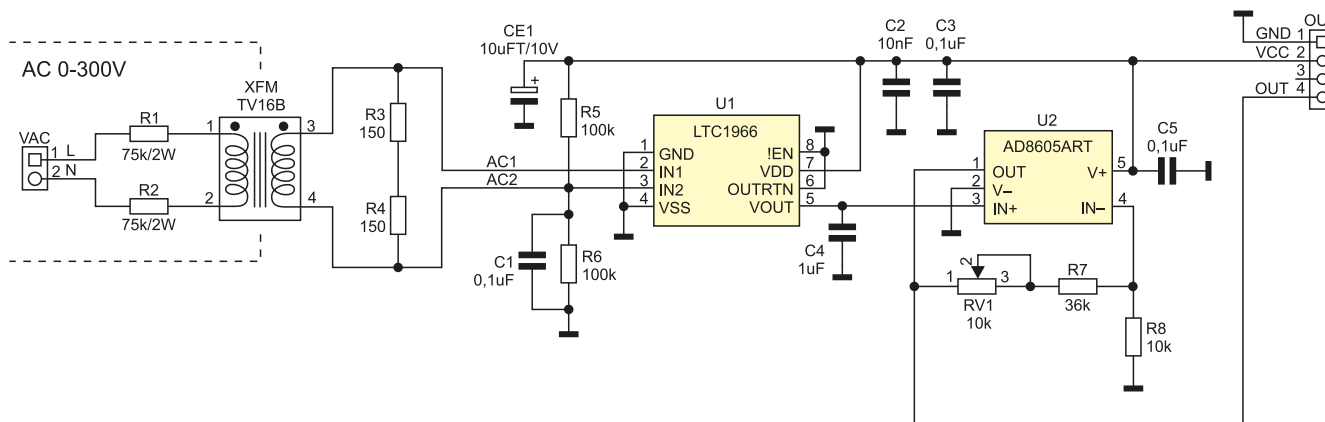 AC 0-300V
VAC
1 L
2 N
R1
75k/2W
R2
75k/2W
XFM
TV16B
1
2
3
4
R3
150
R4
150
CE1
10uFT/10V
+
R5
100k
AC1
AC2
C1
0,1uF
R6
100k
U1
LTC1966
1 GND
2 IN1
3 IN2
4 VSS
!EN 8
VDD 7
OUTRTN 6
VOUT 5
C2
10nF
C3
0,1uF
C4
1uF
U2
AD8605ART
1 OUT
2 V-
3 IN+
V+ 5
IN- 4
C5
0,1uF
1 2 3
RV1
10k
R7
36k
R8
10k
GND 1
VCC 2
3
OUT 4